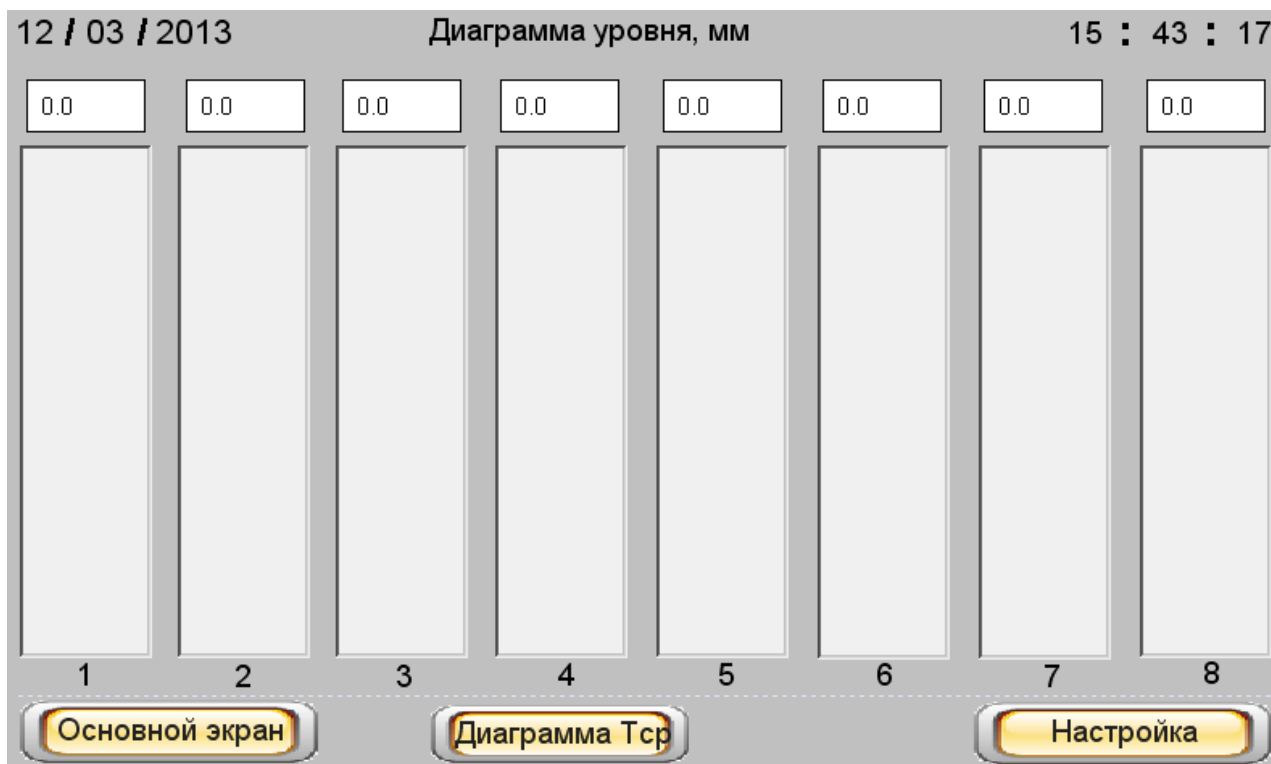 12 / 03 / 2013 Диаграмма уровня, мм 15 : 43 : 17
0.0 0.0 0.0 0.0 0.0 0.0 0.0 0.0
1 2 3 4 5 6 7 8
Основной экран Диаграмма Тср Настройка